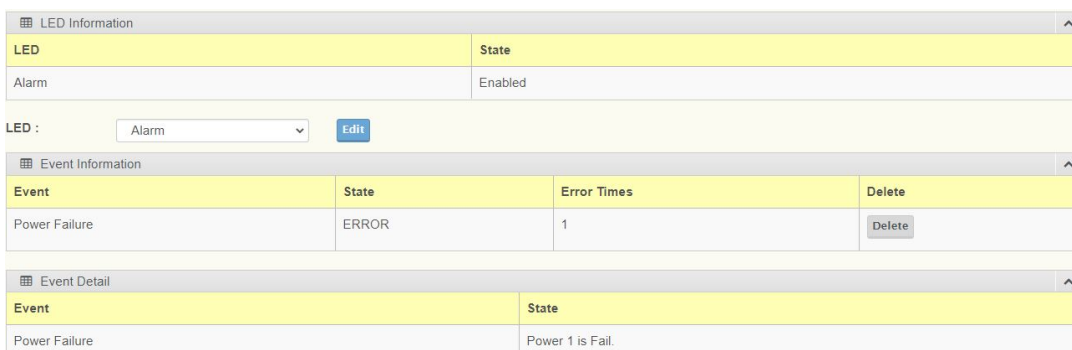 LED Information
LED State
Alarm Enabled
LED : Alarm Edit
Event Information
Event State Error Times Delete
Power Failure ERROR 1 Delete
Event Detail
Event State
Power Failure Power 1 is Fail.